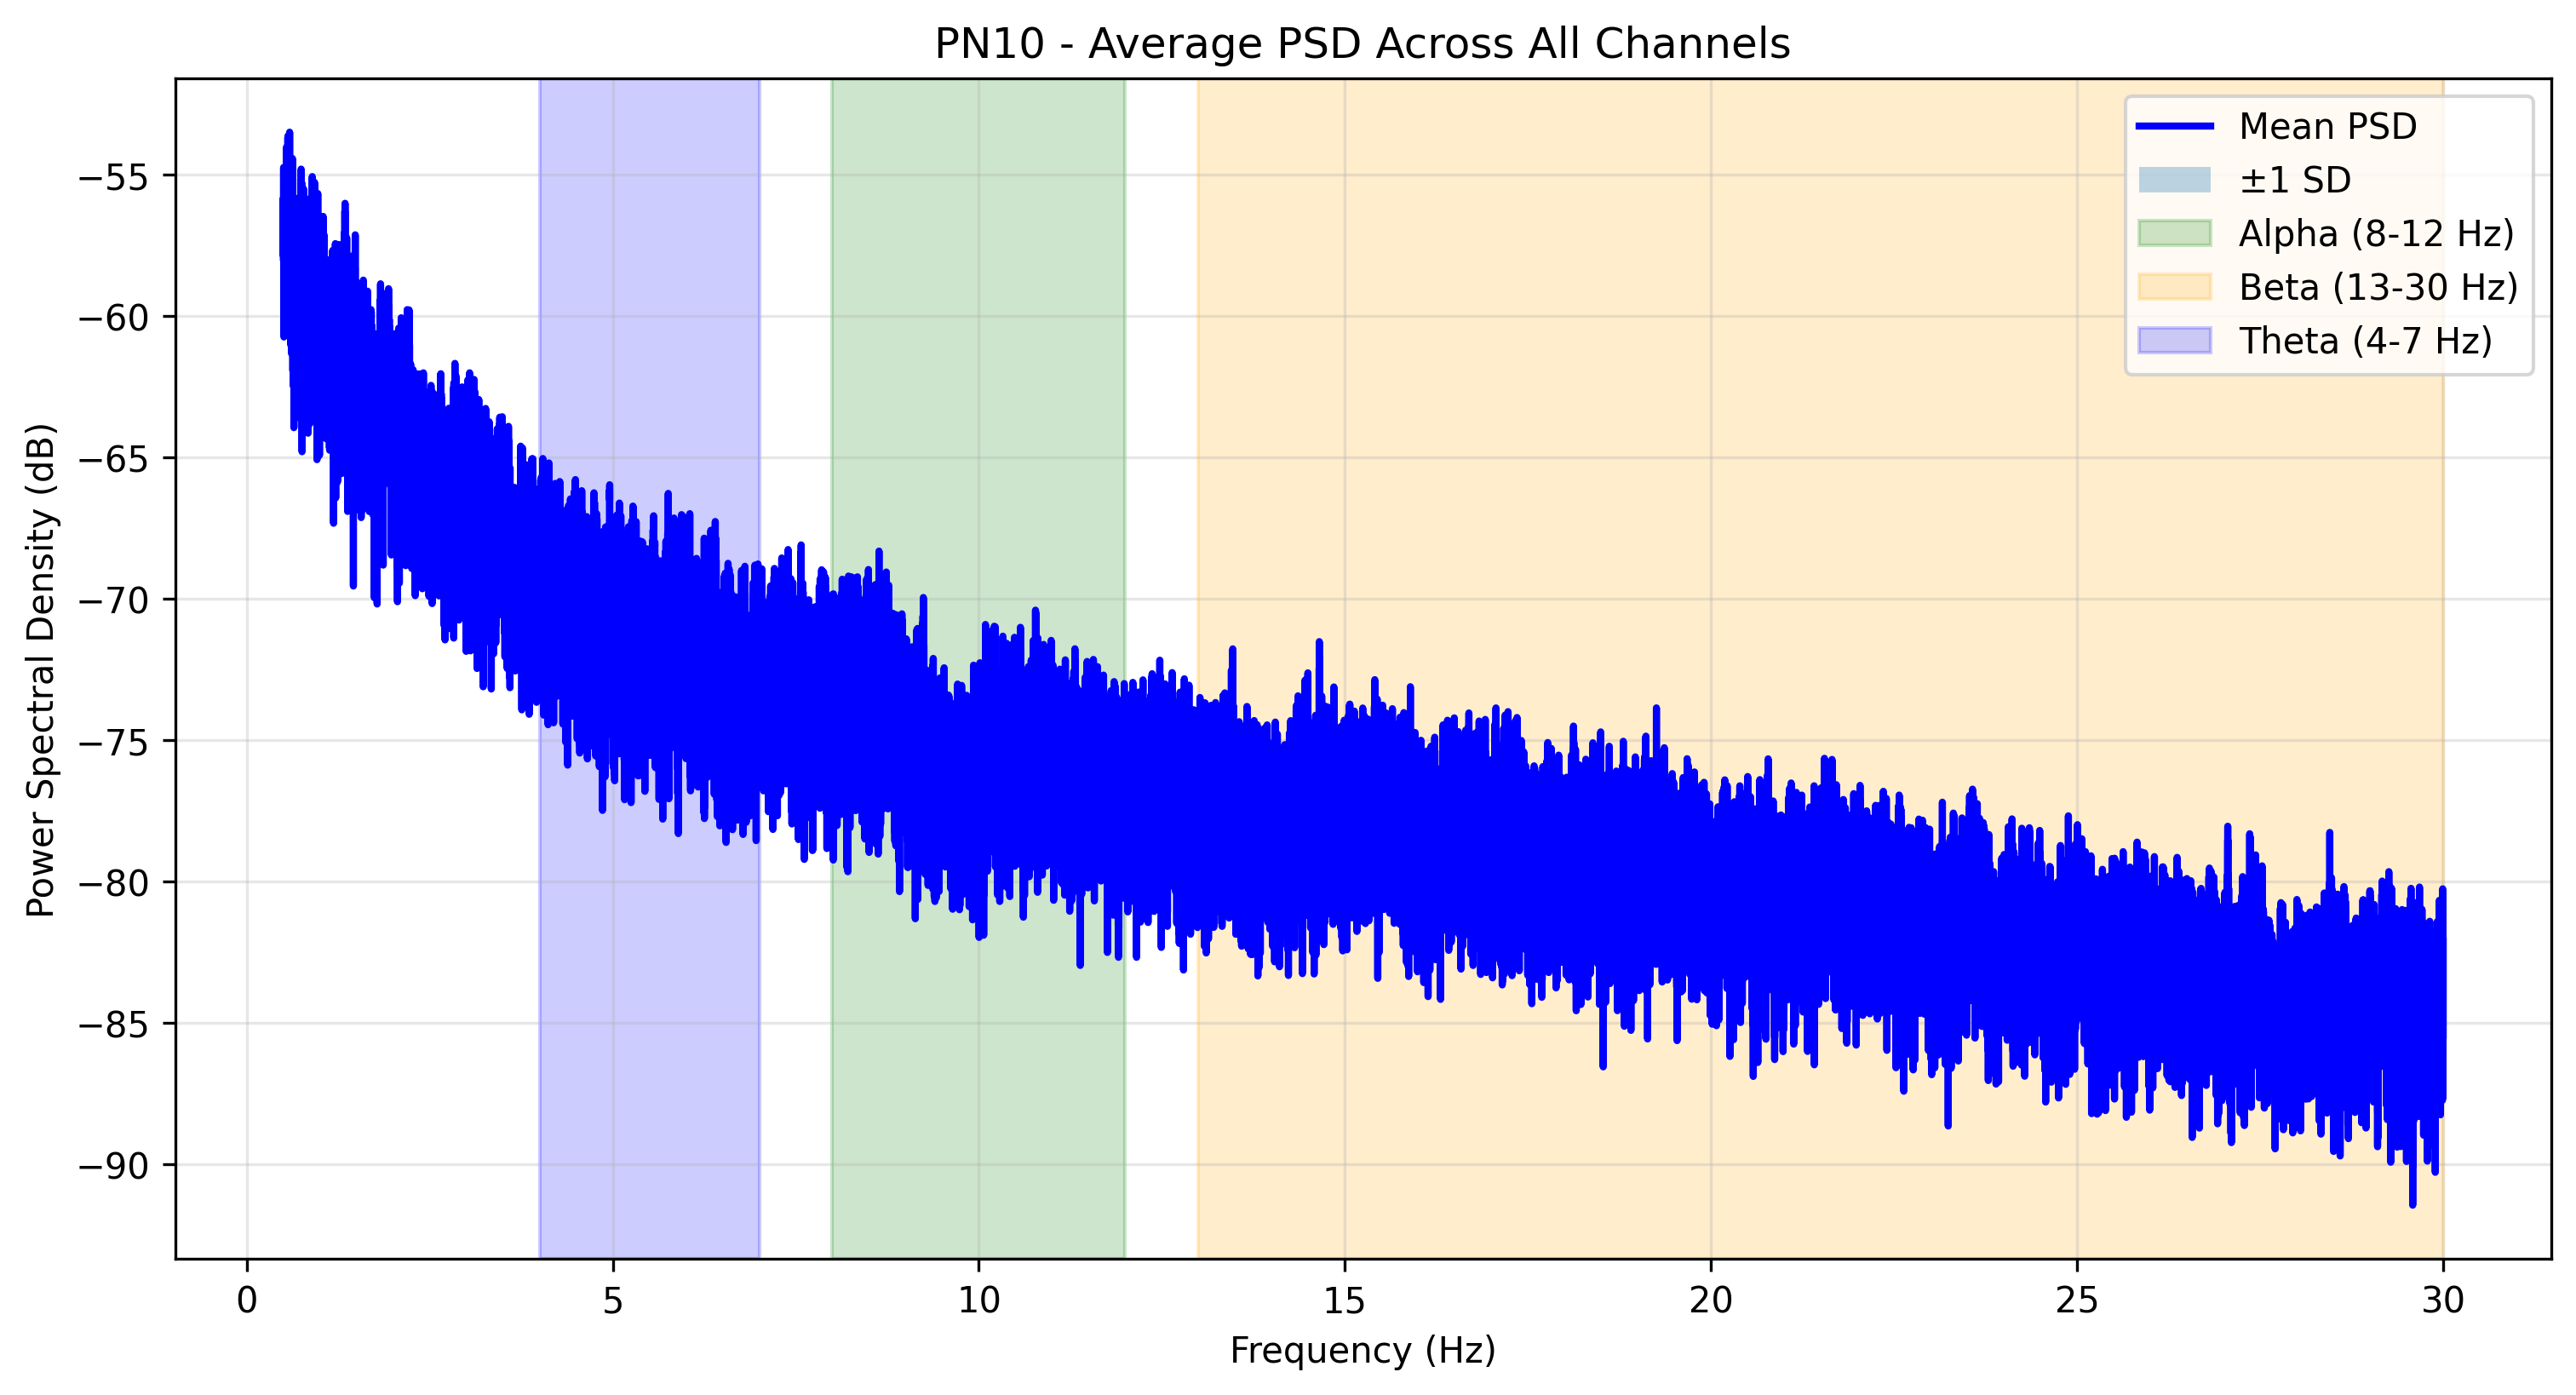 PN10 - Average PSD Across All Channels
Power Spectral Density (dB)
−55
−60
−65
−70
−75
−80
−85
−90
Mean PSD
±1 SD
Alpha (8-12 Hz)
Beta (13-30 Hz)
Theta (4-7 Hz)
0 5 10 15 20 25 30
Frequency (Hz)